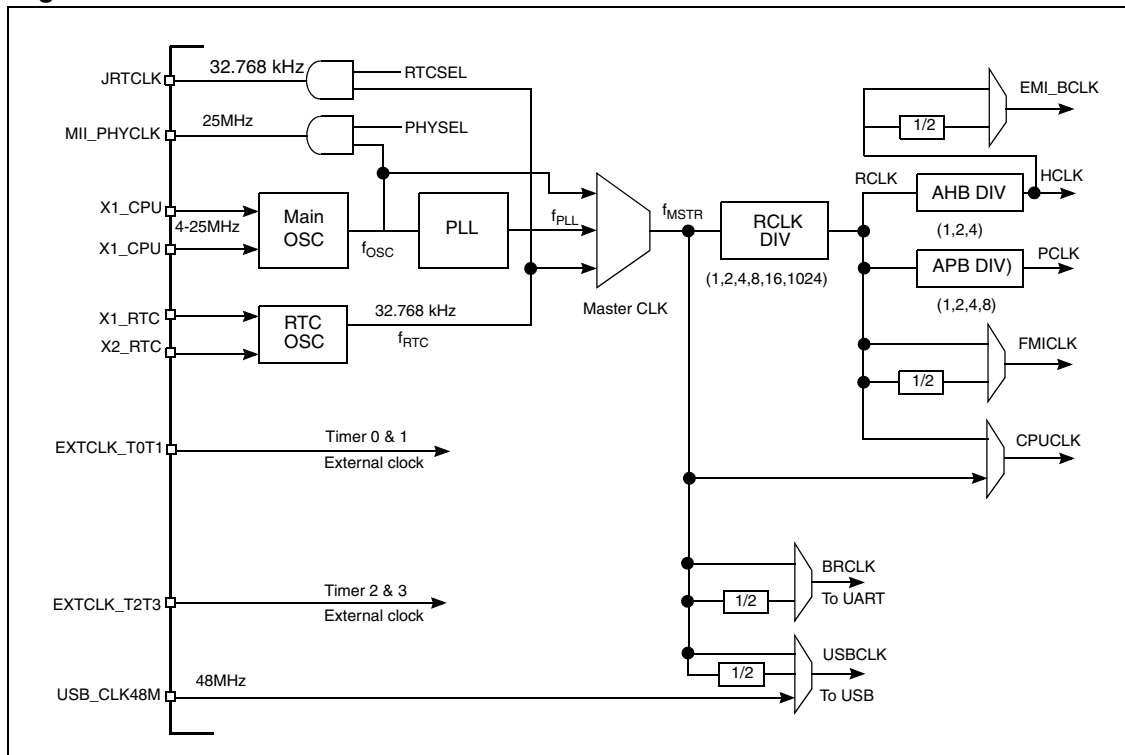 JRTCLK
32.768 kHz
RTCSEL
MII_PHYCLK
25MHz
PHYSEL
X1_CPU
4-25MHz
X1_CPU
Main
OSC
fOSC
PLL
fPLL
X1_RTC
X2_RTC
RTC
OSC
32.768 kHz
fRTC
Master CLK
fMSTR
RCLK
DIV
(1,2,4,8,16,1024)
RCLK
EMI_BCLK
1/2
AHB DIV
HCLK
(1,2,4)
APB DIV)
PCLK
(1,2,4,8)
FMICLK
1/2
CPUCLK
EXTCLK_T0T1
Timer 0 & 1
External clock
EXTCLK_T2T3
Timer 2 & 3
External clock
BRCLK
1/2
To UART
USBCLK
1/2
To USB
USB_CLK48M
48MHz